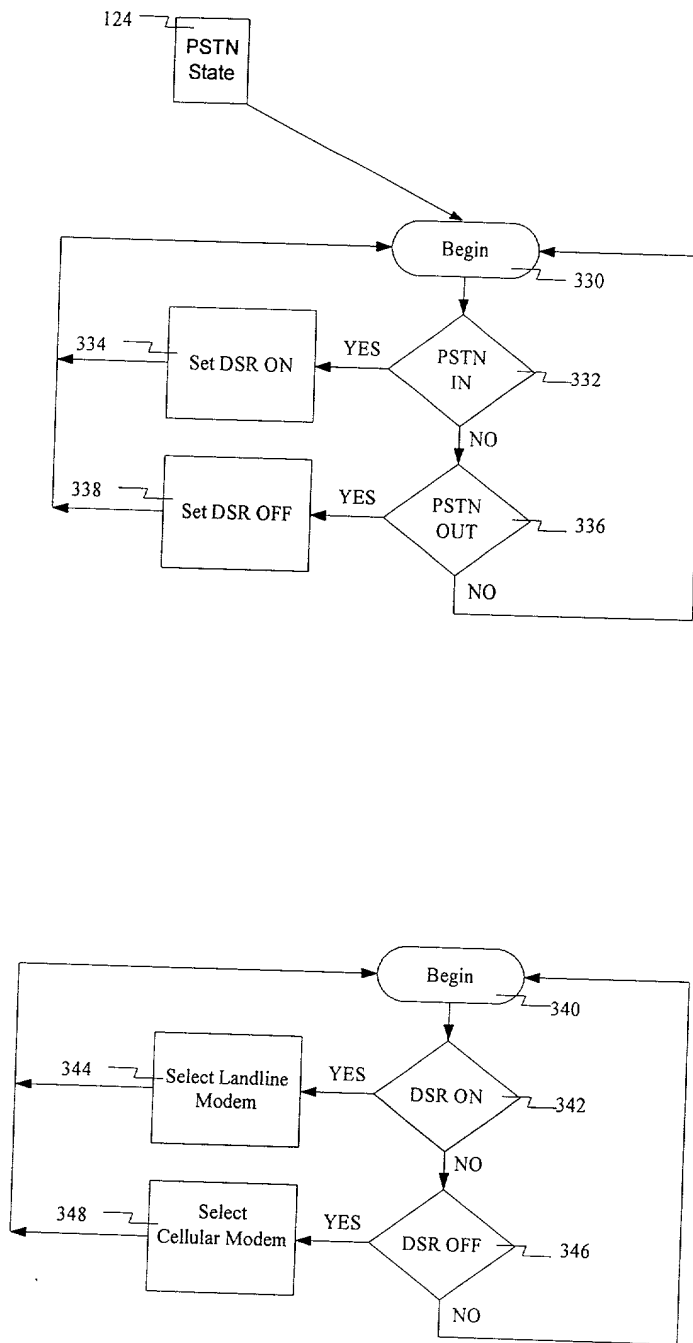 124
PSTN
State
Begin
330
334
Set DSR ON
YES
PSTN
IN
332
NO
338
Set DSR OFF
YES
PSTN
OUT
336
NO
Begin
340
344
Select Landline
Modem
YES
DSR ON
342
NO
348
Select
Cellular Modem
YES
DSR OFF
346
NO